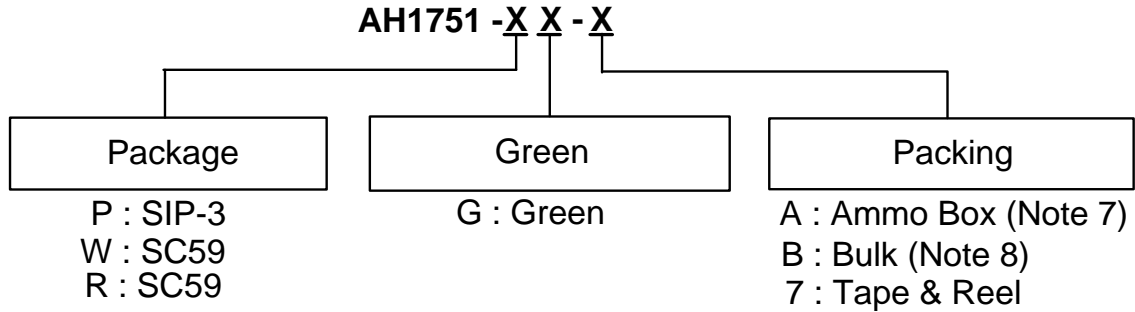 AH1751 -X X - X
Package
Green
Packing
P : SIP-3
W : SC59
R : SC59
G : Green
A : Ammo Box (Note 7)
B : Bulk (Note 8)
7 : Tape & Reel